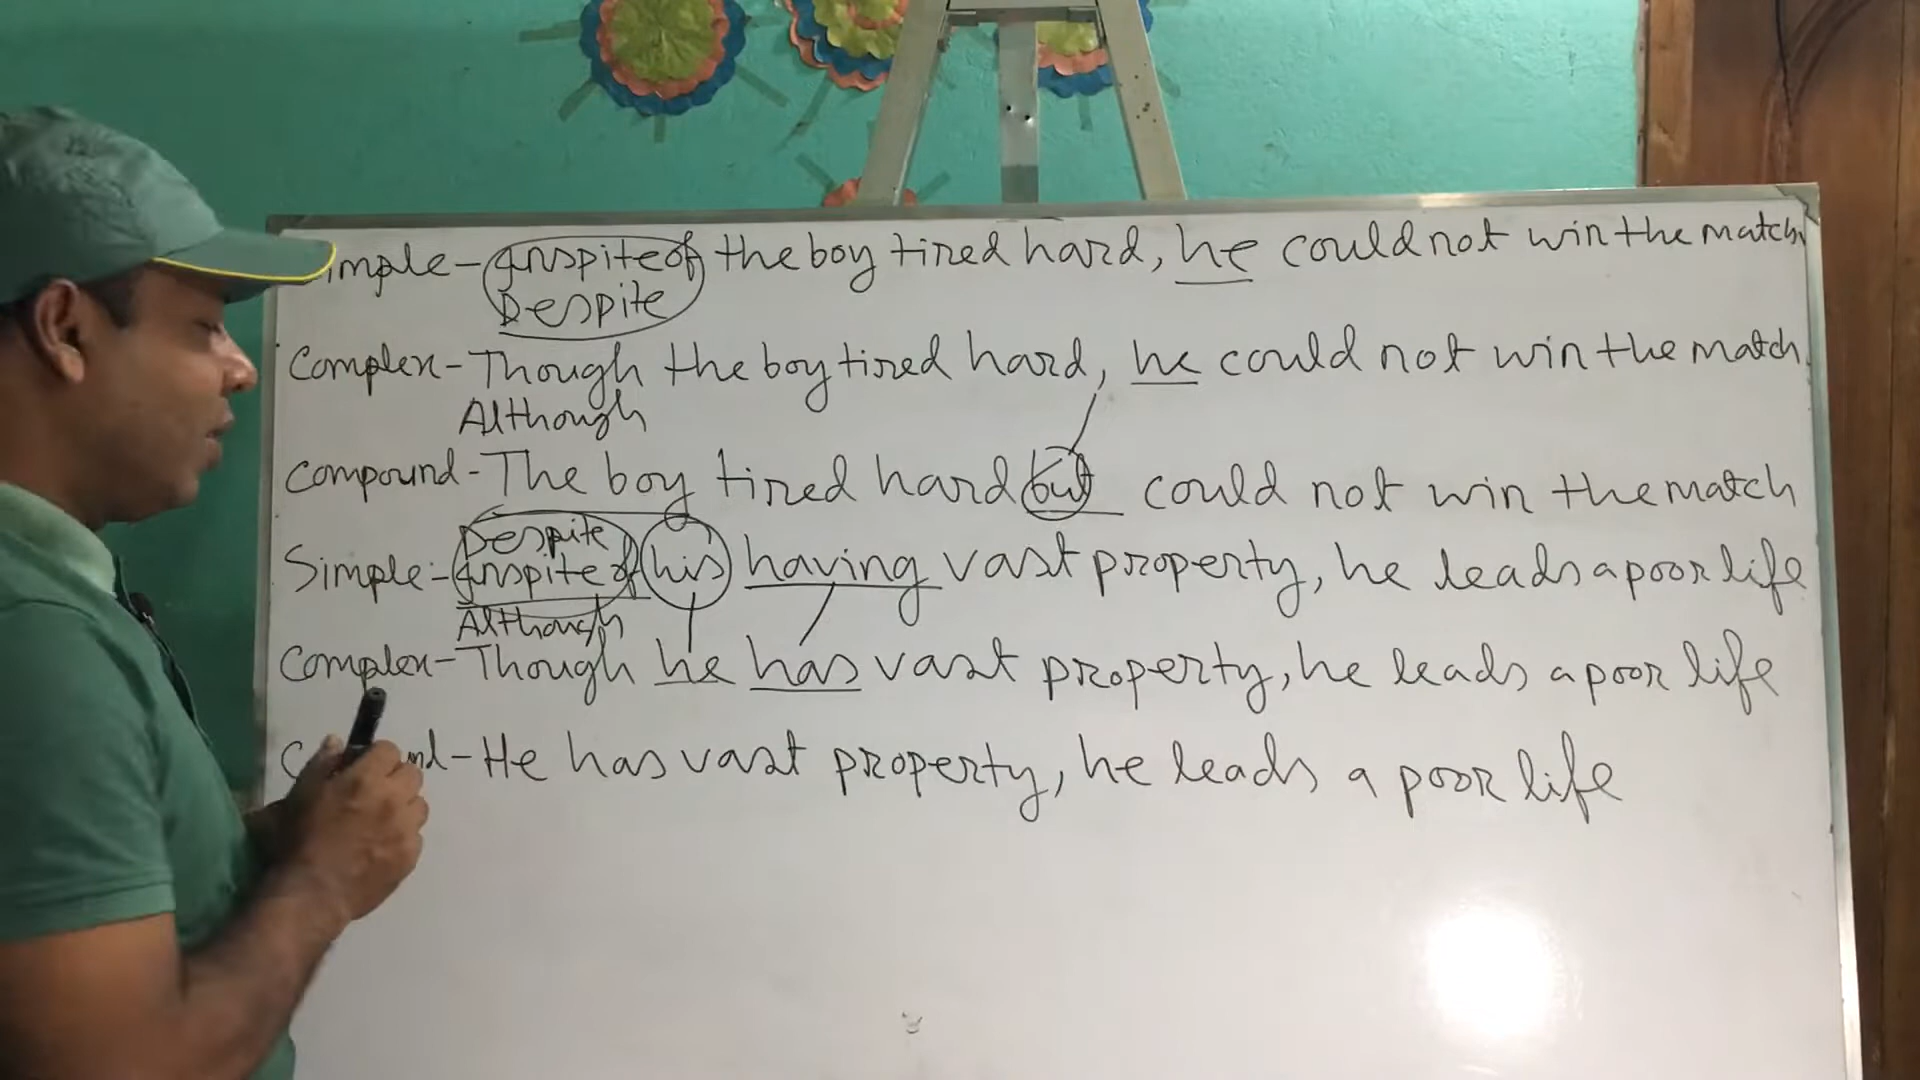 imple- Inspite of the boy tired hard, he could not win the match
Despite
Complex- Though the boy tired hard, he could not win the match.
Although
Compound- The boy tired hard but could not win the match
Despite
Simple- Inspite of his having vast property, he leads a poor life
Although
Complex- Though he has vast property, he leads a poor life
C nd- He has vast property, he leads a poor life